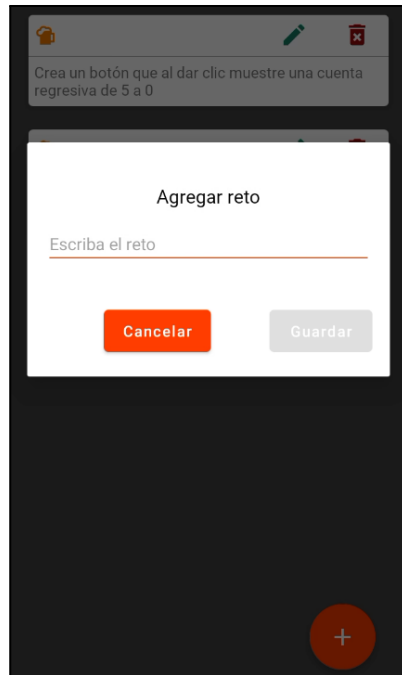 Crea un botón que al dar clic muestre una cuenta
regresiva de 5 a 0
Agregar reto
Escriba el reto
Cancelar
Guardar
+